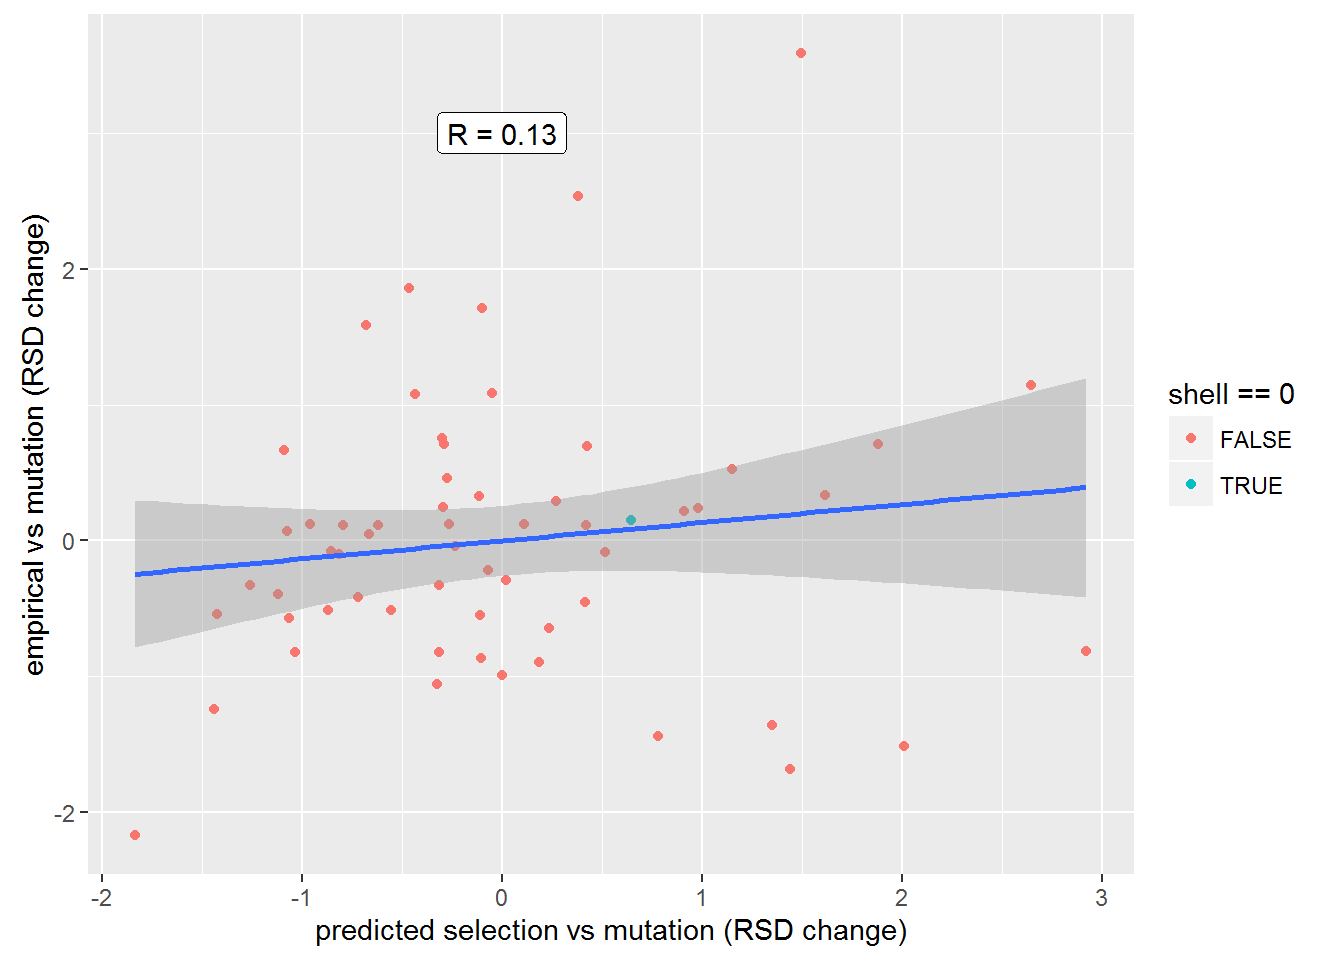 R = 0.13
empirical vs mutation (RSD change)
2
0
-2
-2
-1
0
1
2
3
predicted selection vs mutation (RSD change)
shell == 0
FALSE
TRUE